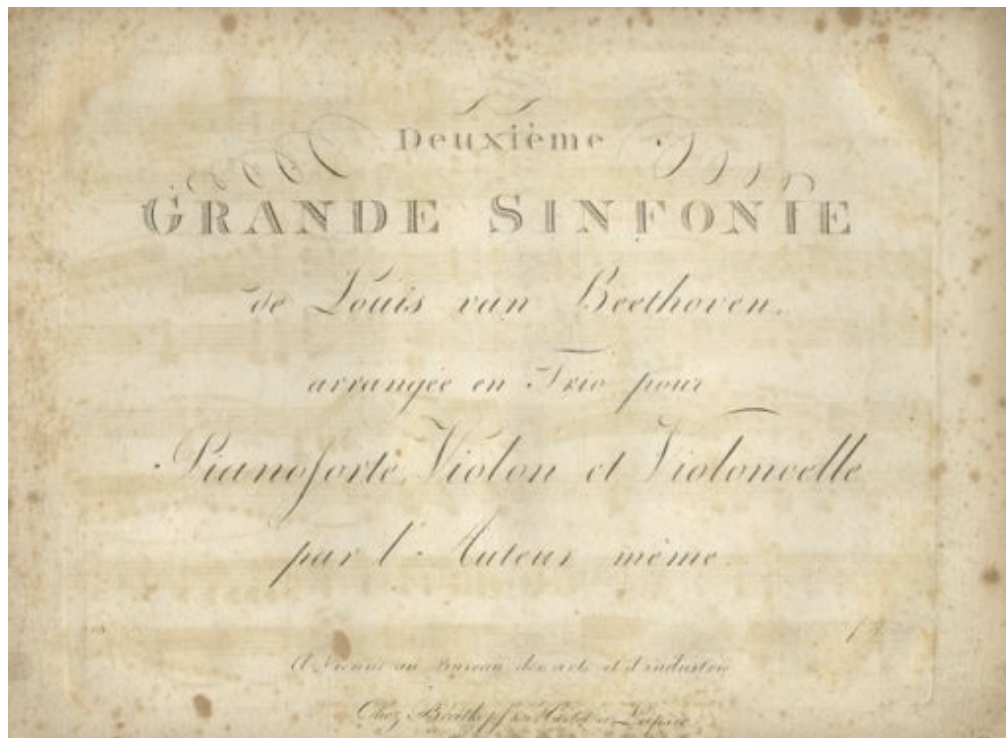 Deuxième
GRANDE SINFONIE
de Louis van Beethoven.
arrangée en Trio pour
Pianoforte, Violon et Violoncelle
par l'Auteur même.
A Vienne au Bureau des arts et d'industrie
Chez Breitkopf Härtel Leipsic